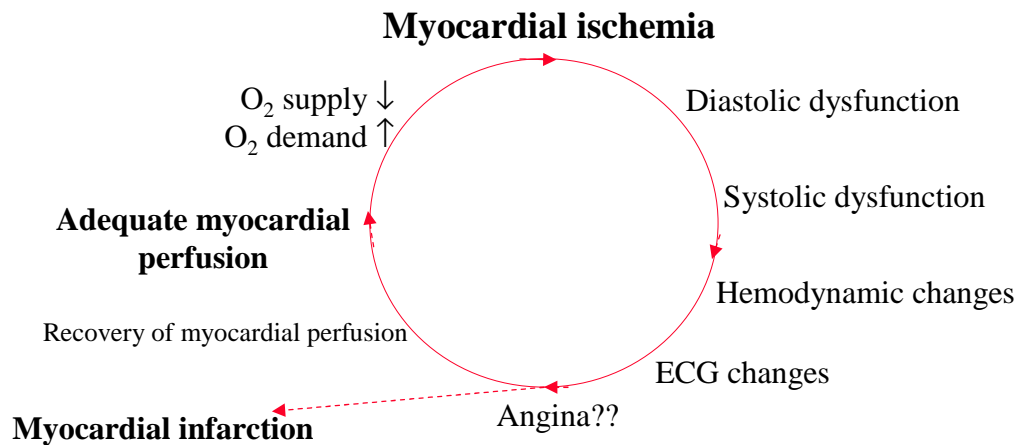 Myocardial ischemia
O₂ supply ↓
O₂ demand ↑
Diastolic dysfunction
Systolic dysfunction
Adequate myocardial
perfusion
Hemodynamic changes
Recovery of myocardial perfusion
ECG changes
Angina??
Myocardial infarction